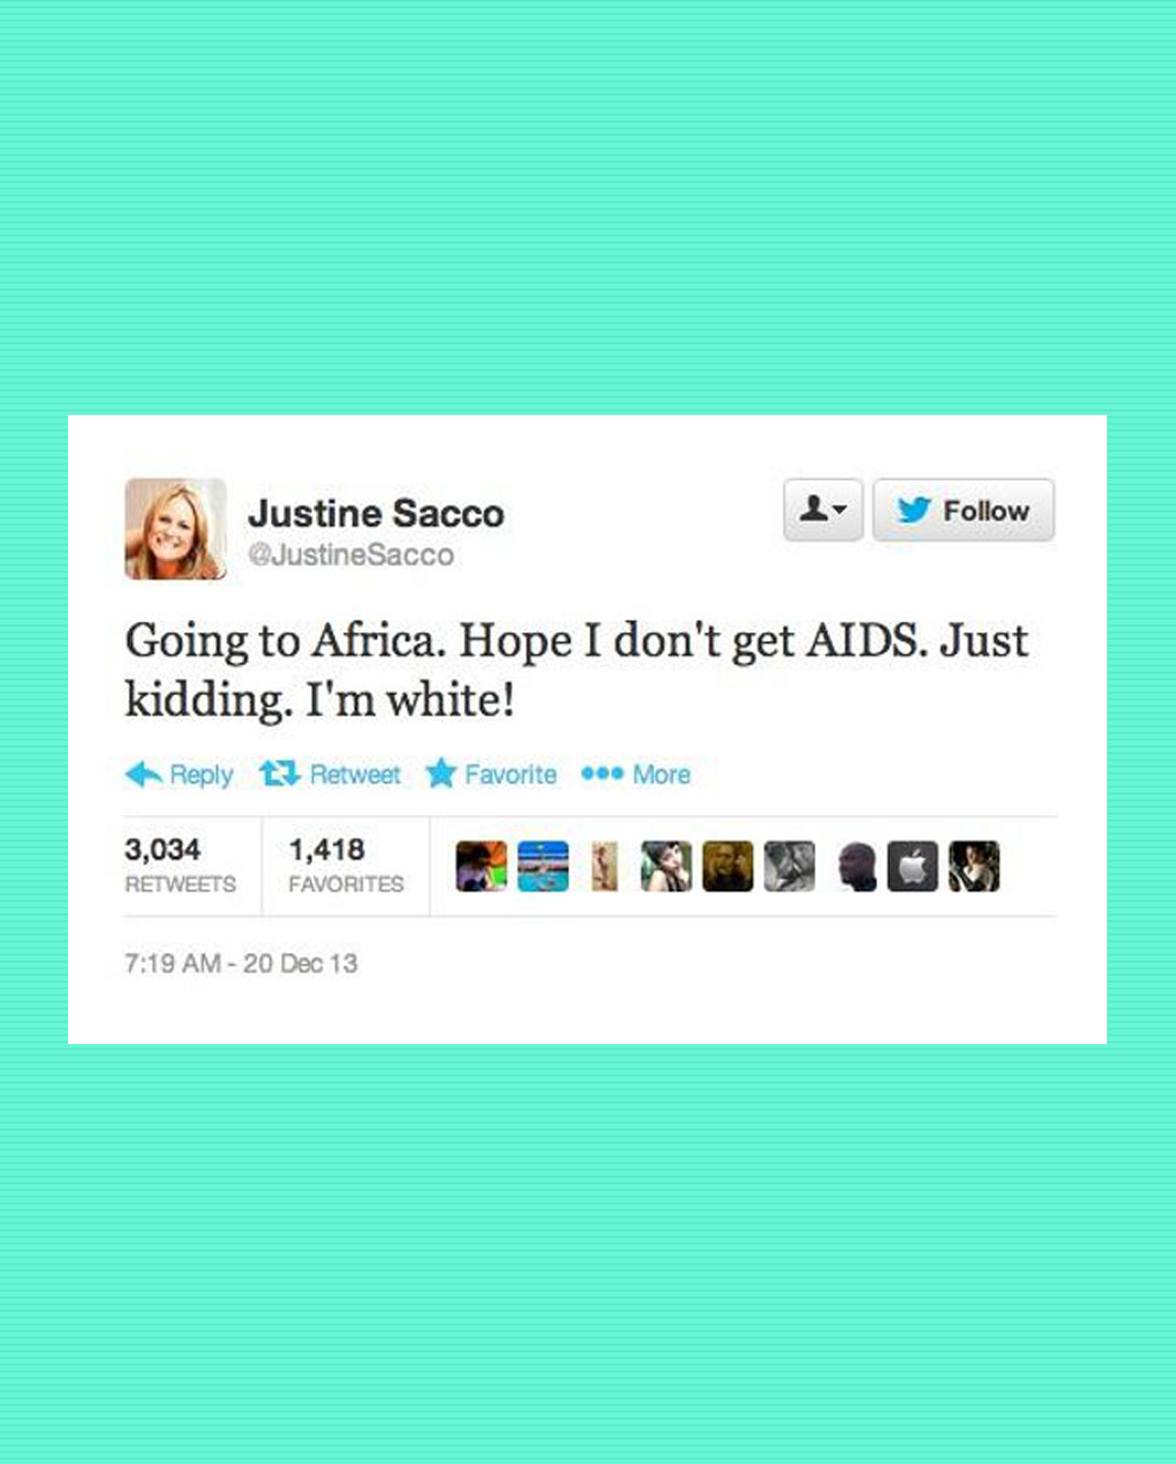 Justine Sacco
@JustineSacco
Follow
Going to Africa. Hope I don't get AIDS. Just
kidding. I'm white!
Reply Retweet Favorite More
3,034 1,418
RETWEETS FAVORITES
7:19 AM - 20 Dec 13